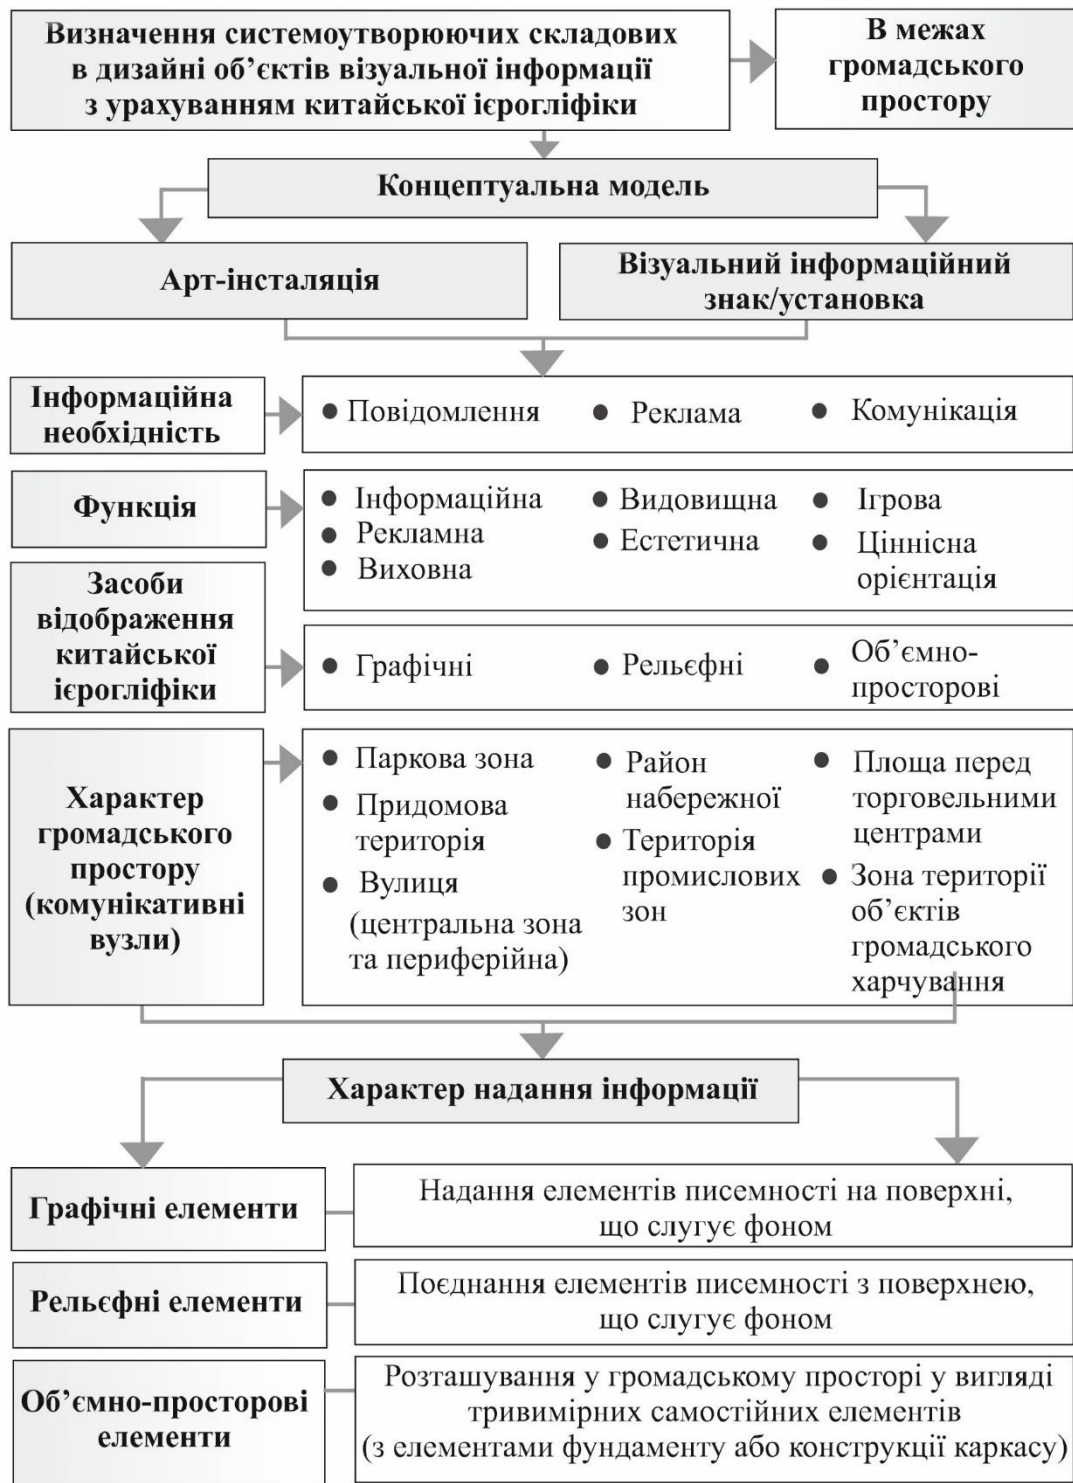 Визначення системоутворюючих складових
в дизайні об’єктів візуальної інформації
з урахуванням китайської ієрогліфіки
В межах
громадського
простору
Концептуальна модель
Арт-інсталяція
Візуальний інформаційний
знак/установка
Інформаційна
необхідність
Повідомлення
Реклама
Комунікація
Функція
Інформаційна
Рекламна
Виховна
Видовищна
Естетична
Ігрова
Ціннісна
орієнтація
Засоби
відображення
китайської
ієрогліфіки
Графічні
Рельєфні
Об’ємно-
просторові
Характер
громадського
простору
(комунікативні
вузли)
Паркова зона
Придомова
територія
Вулиця
(центральна зона
та периферійна)
Район
набережної
Територія
промислових
зон
Площа перед
торговельними
центрами
Зона території
об’єктів
громадського
харчування
Характер надання інформації
Графічні елементи
Надання елементів писемності на поверхні,
що слугує фоном
Рельєфні елементи
Поєднання елементів писемності з поверхнею,
що слугує фоном
Об’ємно-просторові
елементи
Розташування у громадському просторі у вигляді
тривимірних самостійних елементів
(з елементами фундаменту або конструкції каркасу)